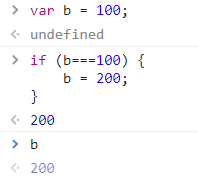 > var b = 100;
< undefined
> if (b===100) {
b = 200;
}
< 200
> b
< 200